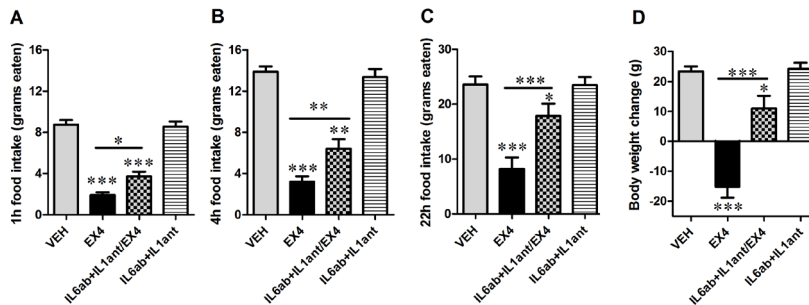 A
1h food intake (grams eaten)
16
12
8
4
0
***
***
*
VEH
EX4
IL6ab+IL1ant/EX4
IL6ab+IL1ant
B
4h food intake (grams eaten)
16
12
8
4
0
***
**
**
VEH
EX4
IL6ab+IL1ant/EX4
IL6ab+IL1ant
C
22h food intake (grams eaten)
30
20
10
0
***
*
***
VEH
EX4
IL6ab+IL1ant/EX4
IL6ab+IL1ant
D
Body weight change (g)
30
20
10
0
-10
-20
***
*
***
VEH
EX4
IL6ab+IL1ant/EX4
IL6ab+IL1ant